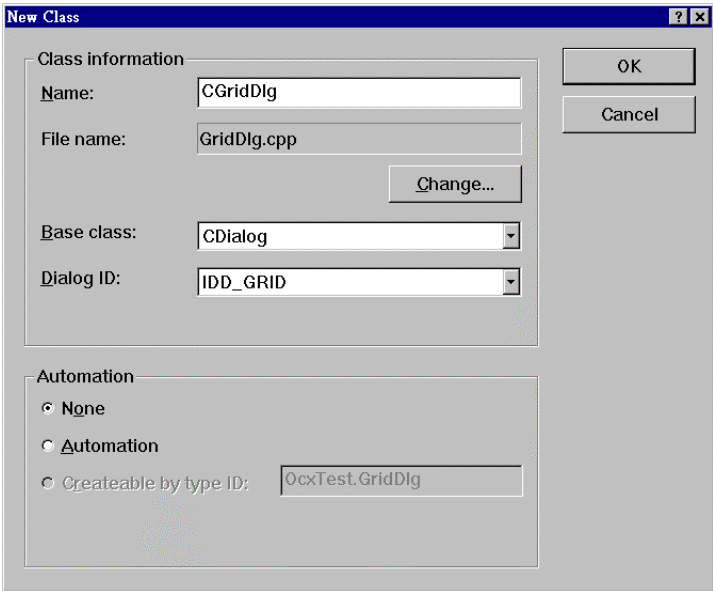 New Class
Class information
OK
Name:
CGridDlg
Cancel
File name:
GridDlg.cpp
Change...
Base class:
CDialog
Dialog ID:
IDD_GRID
Automation
None
Automation
Createable by type ID:
OcxTest.GridDlg